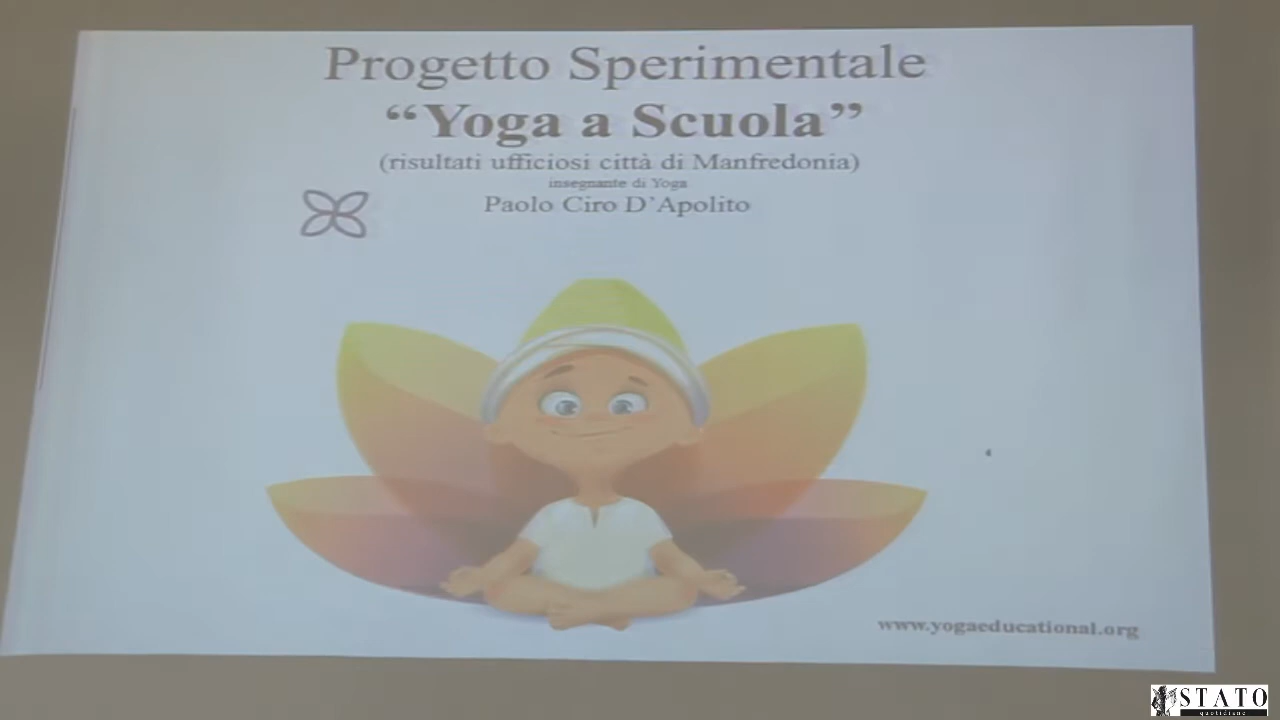 Progetto Sperimentale
“Yoga a Scuola”
(risultati ufficiosi città di Manfredonia)
insegnante di Yoga
Paolo Ciro D’Apolito
www.yogaeducational.org
STATO
quotidiano